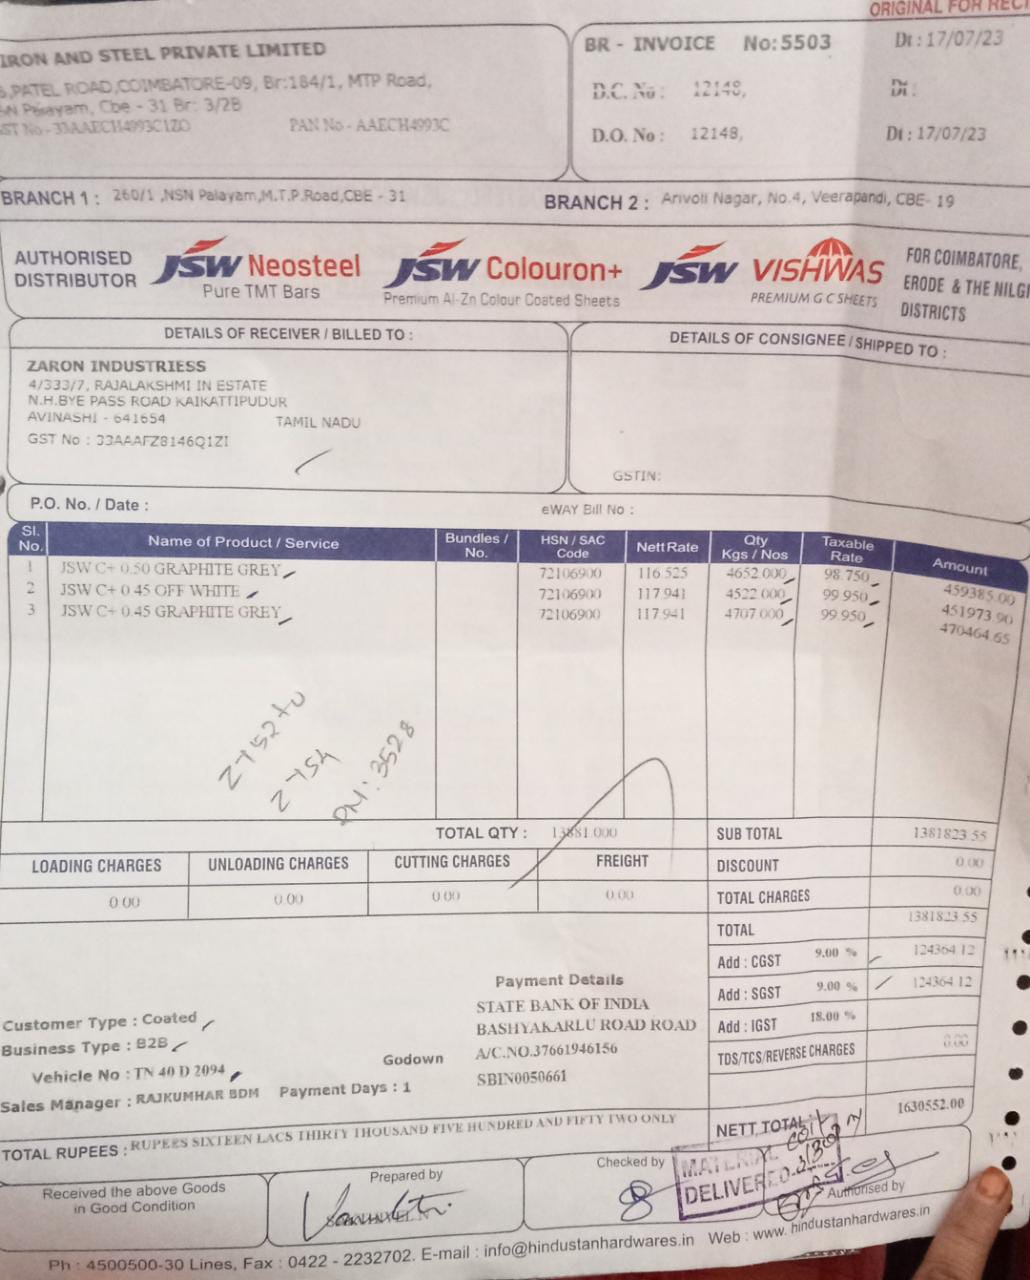 ORIGINAL FOR RECI
IRON AND STEEL PRIVATE LIMITED
PATEL ROAD,COIMBATORE-09, Br:184/1, MTP Road,
Palayam, Cbe - 31 Br: 3/2B
ST No - 33AAECH4993C1ZO PAN No - AAECH4993C
BR - INVOICE No:5503 Dt : 17/07/23
D.C. No : 12148, Dt :
D.O. No : 12148, Dt : 17/07/23
BRANCH 1 : 260/1 ,NSN Palayam,M.T.P.Road,CBE - 31
BRANCH 2 : Arivoli Nagar, No.4, Veerapandi, CBE- 19
AUTHORISED
DISTRIBUTOR
JSW Neosteel
Pure TMT Bars
JSW Colouron+
Premium Al-Zn Colour Coated Sheets
JSW VISHWAS
PREMIUM G C SHEETS
FOR COIMBATORE,
ERODE & THE NILGI
DISTRICTS
DETAILS OF RECEIVER / BILLED TO :
ZARON INDUSTRIESS
4/333/7, RAJALAKSHMI IN ESTATE
N.H.BYE PASS ROAD KAIKATTIPUDUR
AVINASHI - 641654 TAMIL NADU
GST No : 33AAAFZ8146Q1ZI
DETAILS OF CONSIGNEE / SHIPPED TO :
GSTIN:
P.O. No. / Date :
eWAY Bill No :
Sl. No. Name of Product / Service Bundles / No. HSN / SAC Code Nett Rate Qty Kgs / Nos Taxable Rate Amount
1 JSW C+ 0.50 GRAPHITE GREY 72106900 116.525 4652.000 98.750 459385.00
2 JSW C+ 0.45 OFF WHITE 72106900 117.941 4522.000 99.950 451973.90
3 JSW C+ 0.45 GRAPHITE GREY 72106900 117.941 4707.000 99.950 470464.65
Z-7152 to
Z-7154
PM: 3528
TOTAL QTY : 13881.000
SUB TOTAL 1381823.55
LOADING CHARGES UNLOADING CHARGES CUTTING CHARGES FREIGHT
0.00 0.00 0.00 0.00
DISCOUNT 0.00
TOTAL CHARGES 0.00
TOTAL 1381823.55
Add : CGST 9.00 % 124364.12
Add : SGST 9.00 % 124364.12
Add : IGST 18.00 %
TDS/TCS/REVERSE CHARGES 0.00
Payment Details
STATE BANK OF INDIA
BASHYAKARLU ROAD ROAD
A/C.NO.37661946156
SBIN0050661
Customer Type : Coated
Business Type : B2B
Godown
Vehicle No : TN 40 D 2094
Sales Manager : RAJKUMHAR BDM Payment Days : 1
NETT TOTAL 1630552.00
TOTAL RUPEES : RUPEES SIXTEEN LACS THIRTY THOUSAND FIVE HUNDRED AND FIFTY TWO ONLY
Received the above Goods
in Good Condition
Prepared by
Checked by
MATERIAL
DELIVERED
Authorised by
Ph : 4500500-30 Lines, Fax : 0422 - 2232702. E-mail : info@hindustanhardwares.in Web : www. hindustanhardwares.in